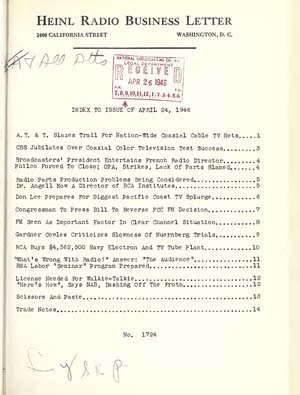 HEINL RADIO BUSINESS LETTER
2400 CALIFORNIA STREET WASHINGTON, D. C.
NATIONAL BROADCASTING CO. INC.
LEGAL DEPARTMENT
RECEIVED
APR 26 1946
INDEX TO ISSUE OF APRIL 24, 1946
A. T. & T. Blazes Trail For Nation-Wide Coaxial Cable TV Nets.....1
CBS Jubilates Over Coaxial Color Television Test Success..........3
Broadcasters' President Entertains French Radio Director..........4
Philco Forced To Close; OPA, Strikes, Lack Of Parts Blamed........4
Radio Parts Production Problems Being Considered..................5
Dr. Angell Now A Director of RCA Institutes.......................5
Don Lee Prepares For Biggest Pacific Coast TV Splurge.............6
Congressman To Press Bill To Reverse FCC FM Decision..............7
FM Seen As Important Factor In Clear Channel Situation............8
Gardner Cowles Criticises Slowness Of Nuernberg Trials............9
RCA Buys $4,362,500 Navy Electron And TV Tube Plant..............10
"What's Wrong With Radio?" Answer: "The Audience"................11
RMA Labor "Seminar" Program Prepared.............................11
License Needed For Walkie-Talkie.................................12
"Here's How", Says NAB, Dashing Off The Froth....................12
Scissors And Paste...............................................13
Trade Notes......................................................14
No. 1724